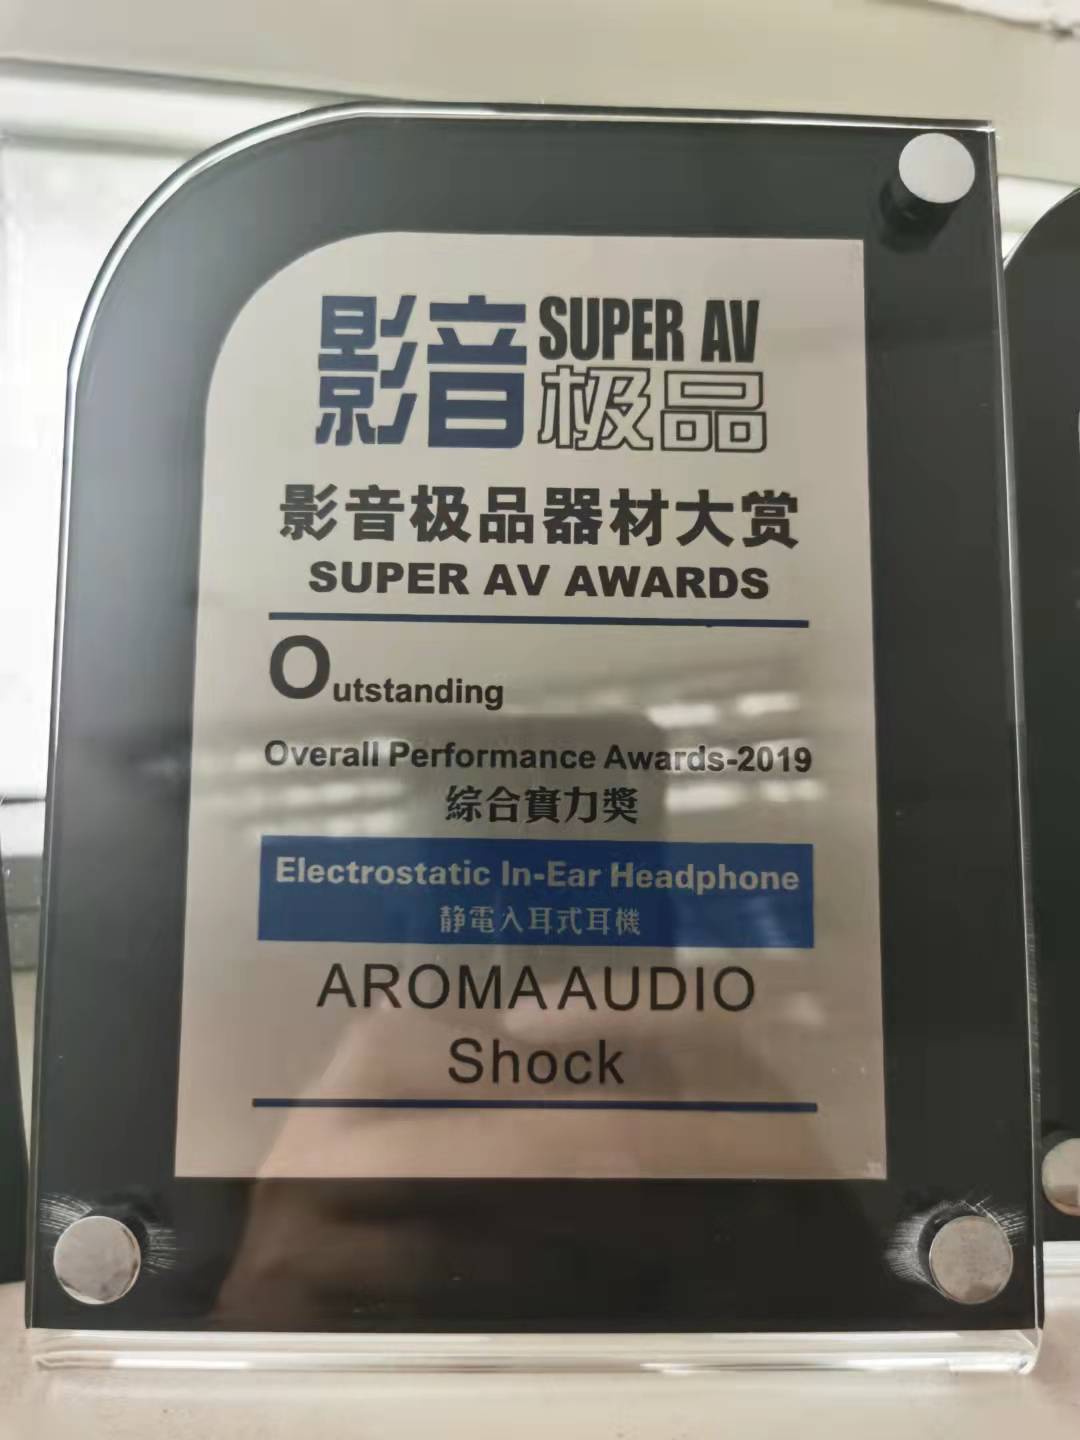 影音 SUPER AV
极品
影音极品器材大赏
SUPER AV AWARDS
Outstanding
Overall Performance Awards-2019
綜合實力獎
Electrostatic In-Ear Headphone
静電入耳式耳機
AROMA AUDIO
Shock